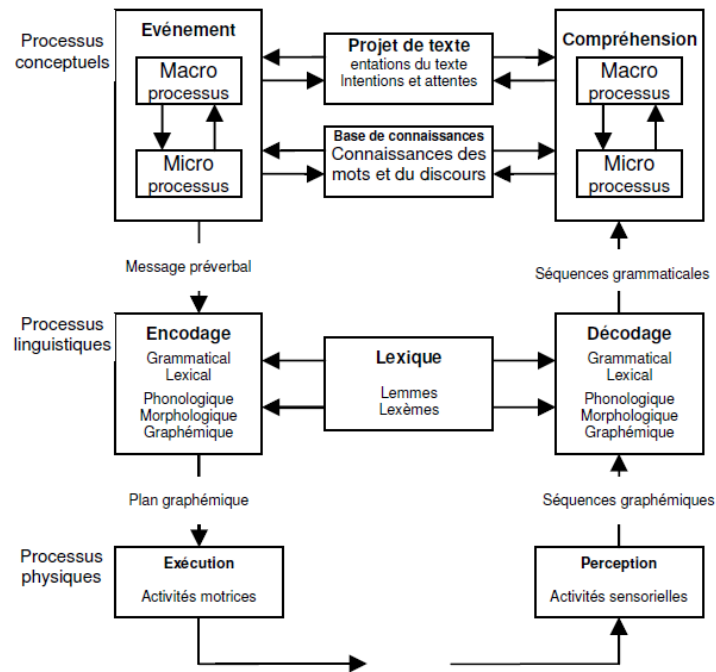 Processus
conceptuels
Evénement
Macro
processus
Micro
processus
Projet de texte
entations du texte
Intentions et attentes
Base de connaissances
Connaissances des
mots et du discours
Compréhension
Macro
processus
Micro
processus
Message préverbal
Séquences grammaticales
Processus
linguistiques
Encodage
Grammatical
Lexical
Phonologique
Morphologique
Graphémique
Lexique
Lemmes
Lexèmes
Décodage
Grammatical
Lexical
Phonologique
Morphologique
Graphémique
Plan graphémique
Séquences graphémiques
Processus
physiques
Exécution
Activités motrices
Perception
Activités sensorielles